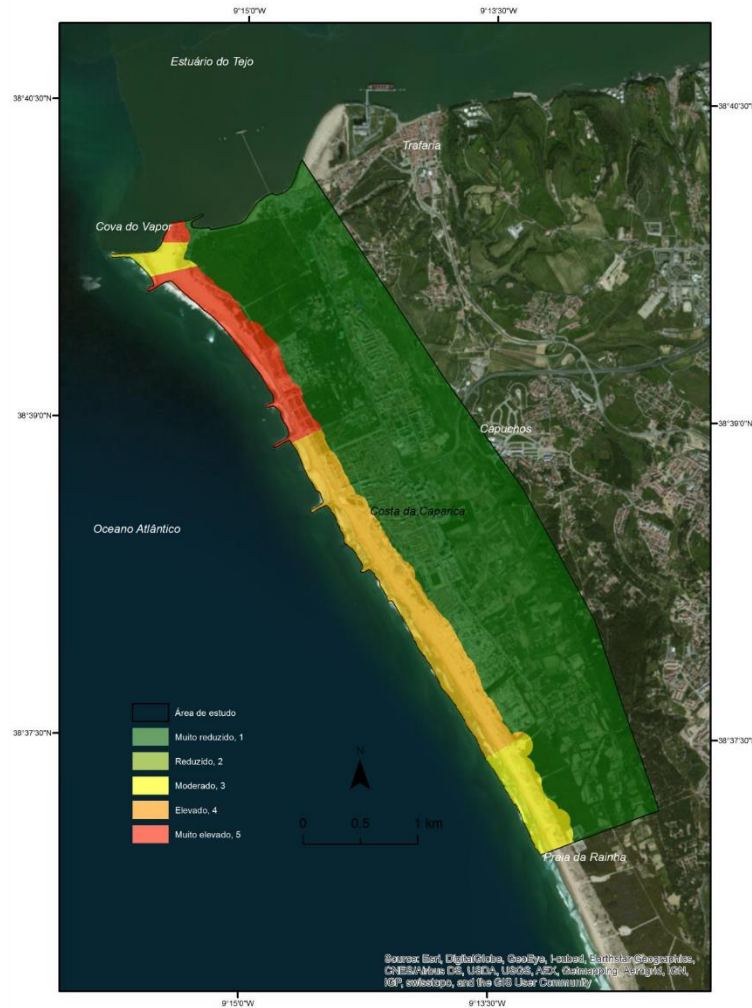 9°15'0"W
9°13'30"W
Estuário do Tejo
38°40'30"N
38°40'30"N
Trafaria
Cova do Vapor
38°39'0"N
38°39'0"N
Capuchos
Costa da Caparica
Oceano Atlântico
Área de estudo
Muito reduzido, 1
Reduzido, 2
Moderado, 3
Elevado, 4
Muito elevado, 5
38°37'30"N
38°37'30"N
N
0 0.5 1 km
Praia da Rainha
Source: Esri, DigitalGlobe, GeoEye, i-cubed, Earthstar Geographics,
CNES/Airbus DS, USDA, USGS, AEX, Getmapping, Aerogrid, IGN,
IGP, swisstopo, and the GIS User Community
9°15'0"W
9°13'30"W